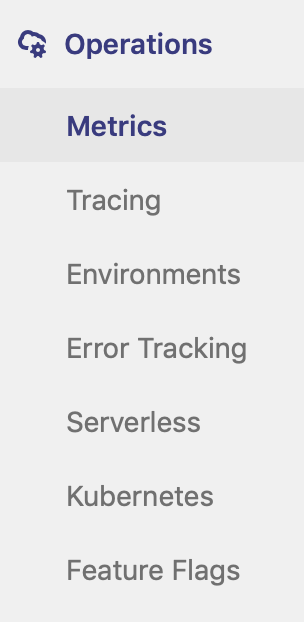 Operations
Metrics
Tracing
Environments
Error Tracking
Serverless
Kubernetes
Feature Flags